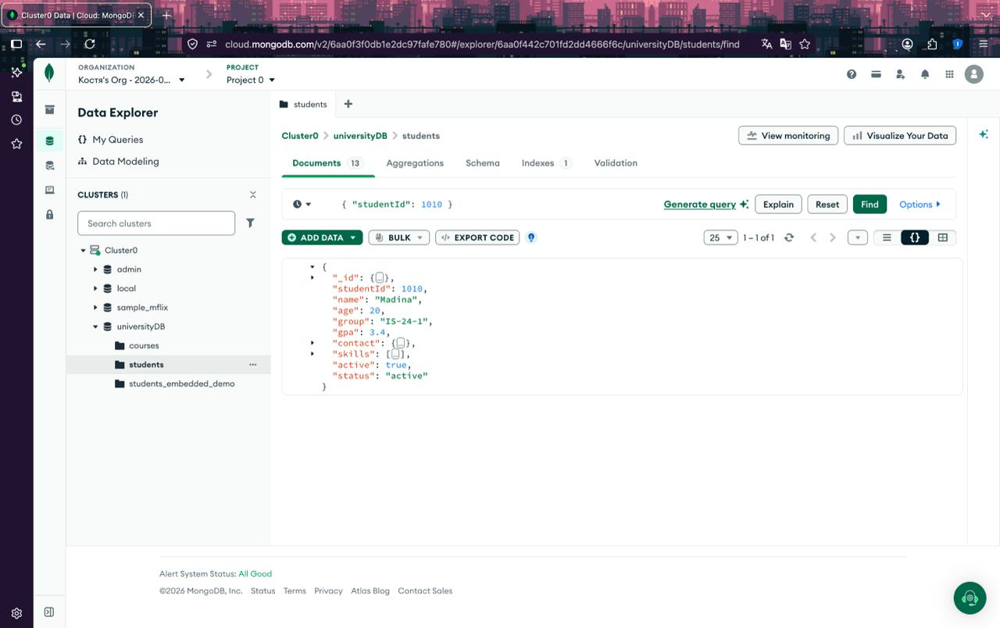 Cluster0 Data | Cloud: MongoD
cloud.mongodb.com/v2/6aa0f3f0db1e2dc97fafe780#/explorer/6aa0f442c701fd2dd4666f6c/universityDB/students/find
ORGANIZATION
Костя's Org - 2026-0...
PROJECT
Project 0
Data Explorer
My Queries
Data Modeling
CLUSTERS (1)
Search clusters
Cluster0
admin
local
sample_mflix
universityDB
courses
students
students_embedded_demo
students
Cluster0 > universityDB > students
View monitoring
Visualize Your Data
Documents 13
Aggregations
Schema
Indexes 1
Validation
{ "studentId": 1010 }
Generate query
Explain
Reset
Find
Options
ADD DATA
BULK
EXPORT CODE
25
1 – 1 of 1
{}
{
"_id": {…},
"studentId": 1010,
"name": "Madina",
"age": 20,
"group": "IS-24-1",
"gpa": 3.4,
"contact": {…},
"skills": […],
"active": true,
"status": "active"
}
Alert System Status: All Good
©2026 MongoDB, Inc. Status Terms Privacy Atlas Blog Contact Sales